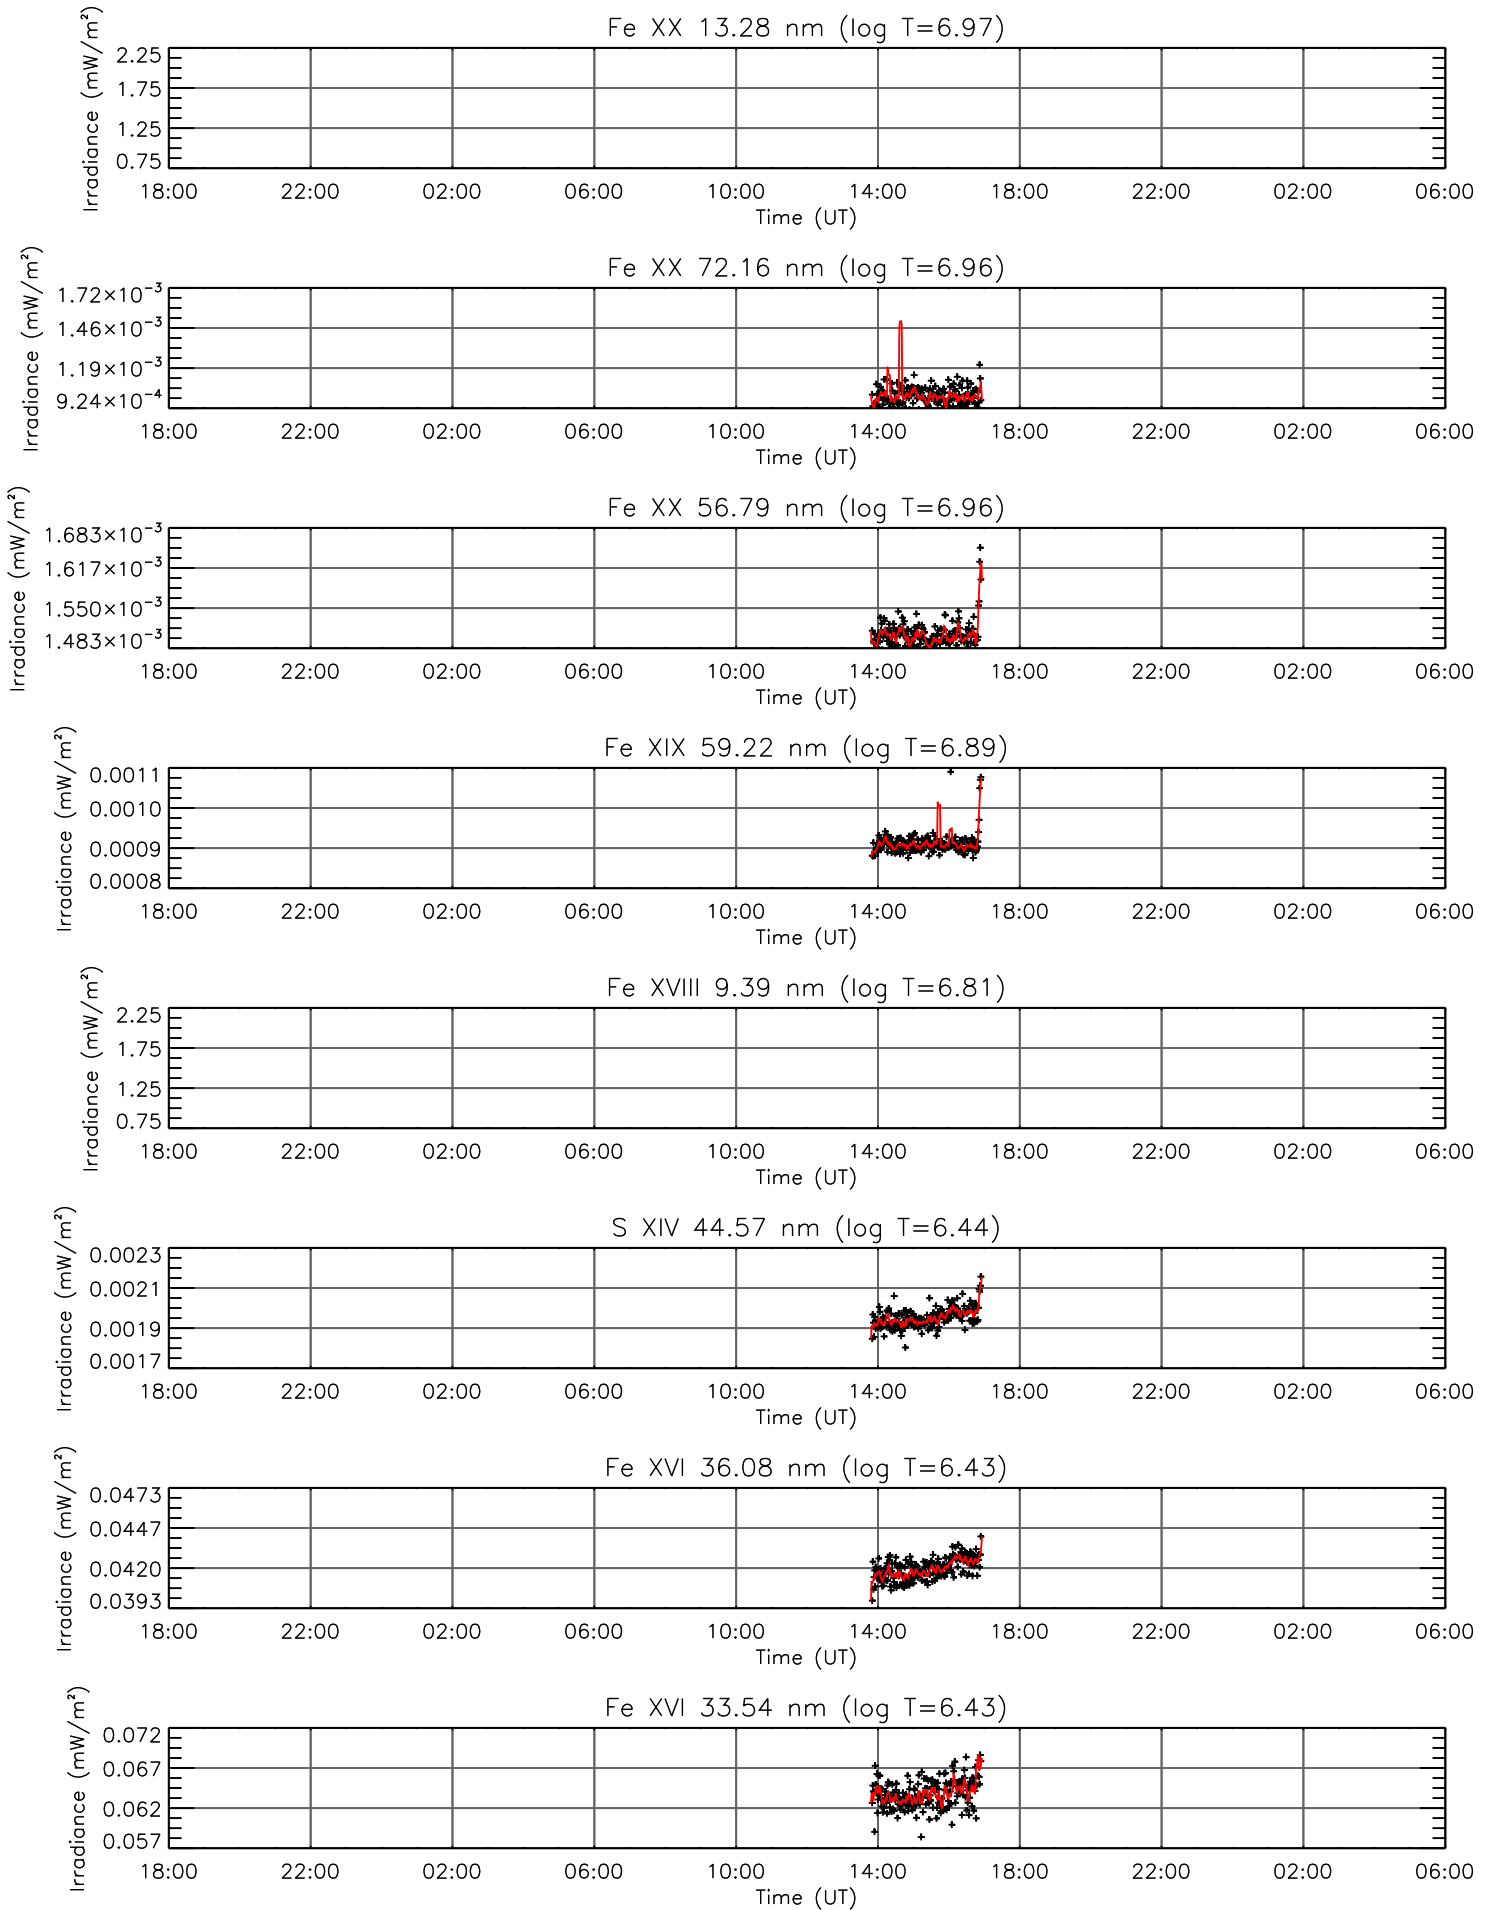 Fe XX 13.28 nm (log T=6.97)
Irradiance (mW/m²)
2.25
1.75
1.25
0.75
18:00 22:00 02:00 06:00 10:00 14:00 18:00 22:00 02:00 06:00
Time (UT)
Fe XX 72.16 nm (log T=6.96)
Irradiance (mW/m²)
1.72×10⁻³
1.46×10⁻³
1.19×10⁻³
9.24×10⁻⁴
18:00 22:00 02:00 06:00 10:00 14:00 18:00 22:00 02:00 06:00
Time (UT)
Fe XX 56.79 nm (log T=6.96)
Irradiance (mW/m²)
1.683×10⁻³
1.617×10⁻³
1.550×10⁻³
1.483×10⁻³
18:00 22:00 02:00 06:00 10:00 14:00 18:00 22:00 02:00 06:00
Time (UT)
Fe XIX 59.22 nm (log T=6.89)
Irradiance (mW/m²)
0.0011
0.0010
0.0009
0.0008
18:00 22:00 02:00 06:00 10:00 14:00 18:00 22:00 02:00 06:00
Time (UT)
Fe XVIII 9.39 nm (log T=6.81)
Irradiance (mW/m²)
2.25
1.75
1.25
0.75
18:00 22:00 02:00 06:00 10:00 14:00 18:00 22:00 02:00 06:00
Time (UT)
S XIV 44.57 nm (log T=6.44)
Irradiance (mW/m²)
0.0023
0.0021
0.0019
0.0017
18:00 22:00 02:00 06:00 10:00 14:00 18:00 22:00 02:00 06:00
Time (UT)
Fe XVI 36.08 nm (log T=6.43)
Irradiance (mW/m²)
0.0473
0.0447
0.0420
0.0393
18:00 22:00 02:00 06:00 10:00 14:00 18:00 22:00 02:00 06:00
Time (UT)
Fe XVI 33.54 nm (log T=6.43)
Irradiance (mW/m²)
0.072
0.067
0.062
0.057
18:00 22:00 02:00 06:00 10:00 14:00 18:00 22:00 02:00 06:00
Time (UT)